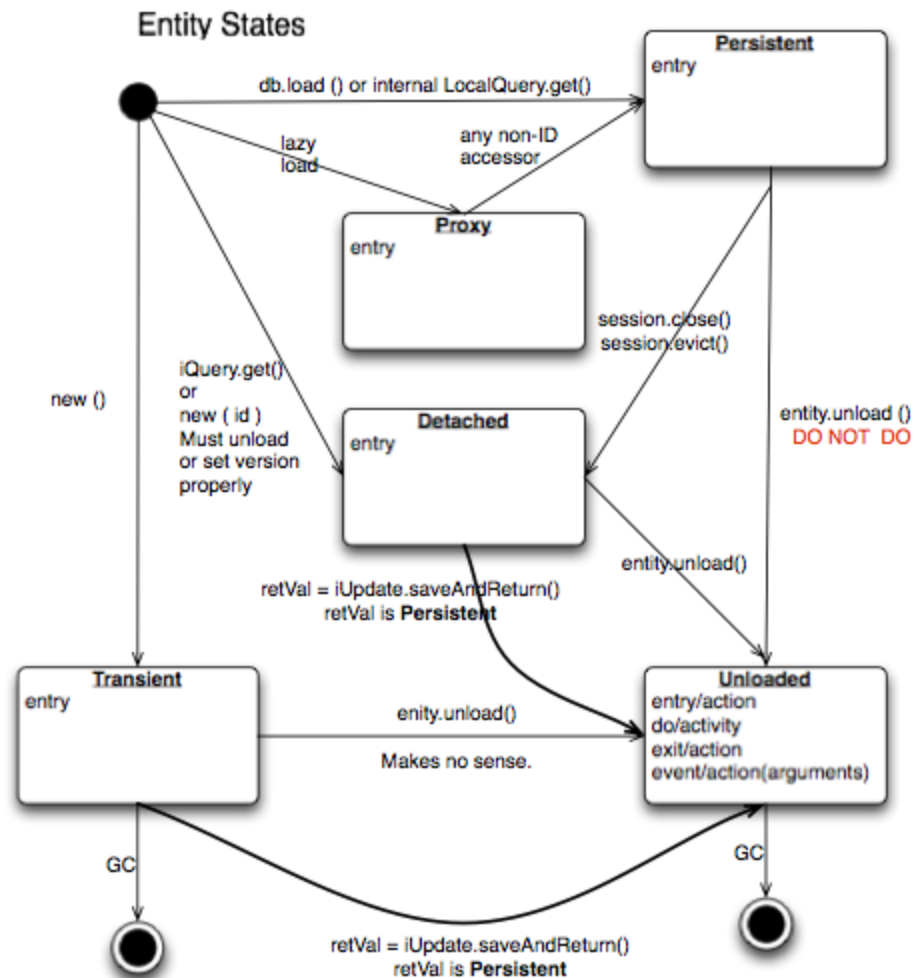 Entity States
Persistent
entry
db.load () or internal LocalQuery.get()
lazy
load
any non-ID
accessor
Proxy
entry
session.close()
session.evict()
iQuery.get()
or
new ( id )
Must unload
or set version
properly
new ()
Detached
entry
entity.unload ()
DO NOT DO
entity.unload()
retVal = iUpdate.saveAndReturn()
retVal is Persistent
Transient
entry
enity.unload()
Makes no sense.
Unloaded
entry/action
do/activity
exit/action
event/action(arguments)
GC
GC
retVal = iUpdate.saveAndReturn()
retVal is Persistent